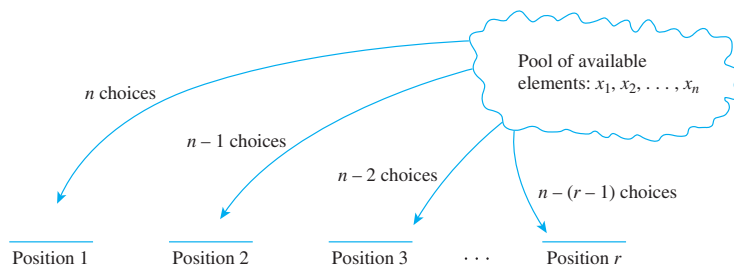 Pool of available
elements: x₁, x₂, . . . , xₙ
n choices
n – 1 choices
n – 2 choices
n – (r – 1) choices
Position 1 Position 2 Position 3 · · · Position r